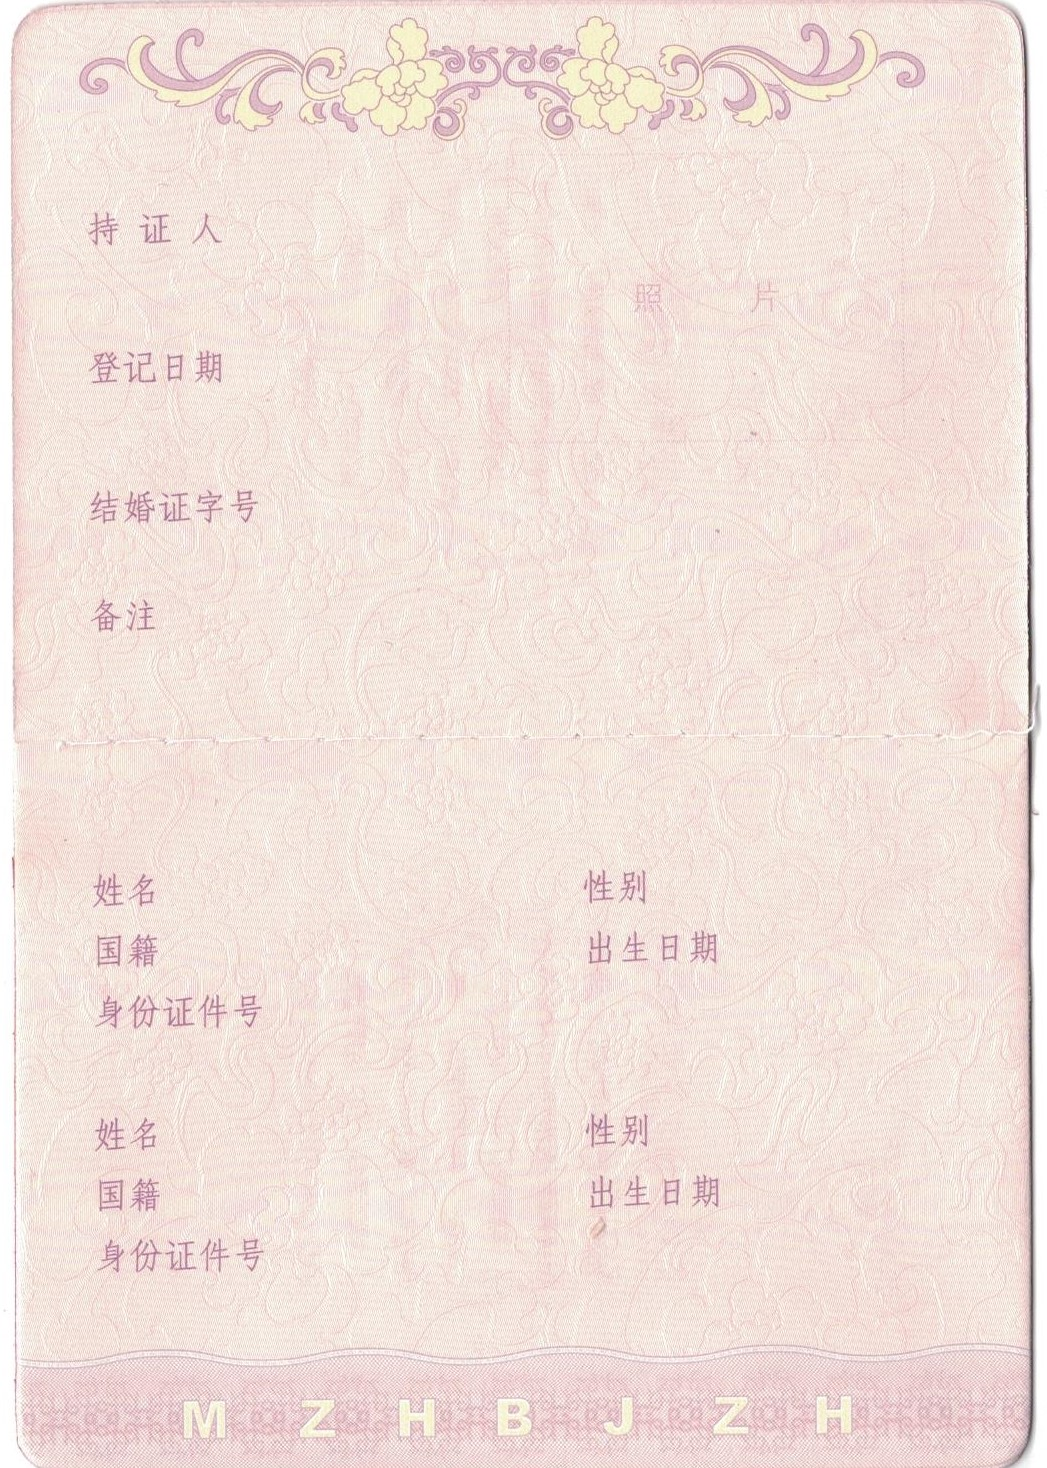 持证人
照 片
登记日期
结婚证字号
备注
姓名 性别
国籍 出生日期
身份证件号
姓名 性别
国籍 出生日期
身份证件号
M Z H B J Z H